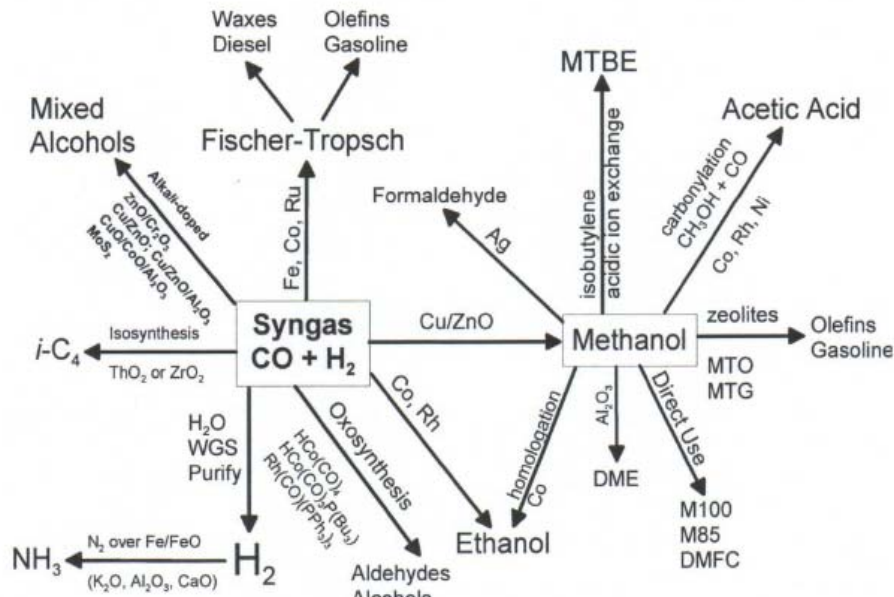 Waxes
Diesel
Olefins
Gasoline
MTBE
Mixed
Alcohols
Fischer-Tropsch
Acetic Acid
Formaldehyde
Alkali-doped
ZnO/Cr₂O₃
Cu/ZnO; Cu/ZnO/Al₂O₃
CuO/CoO/Al₂O₃
MoS₂
Fe, Co, Ru
Ag
isobutylene
acidic ion exchange
carbonylation
CH₃OH + CO
Co, Rh, Ni
Isosynthesis
i-C₄
ThO₂ or ZrO₂
Syngas
CO + H₂
Cu/ZnO
Methanol
zeolites
Olefins
Gasoline
MTO
MTG
H₂O
WGS
Purify
Oxosynthesis
HCo(CO)₄
HCo(CO)₃P(Bu₃)
Rh(CO)(PPh₃)₃
Co, Rh
homologation
Co
Al₂O₃
Direct Use
DME
M100
M85
DMFC
Ethanol
NH₃
N₂ over Fe/FeO
(K₂O, Al₂O₃, CaO)
H₂
Aldehydes
Alcohols